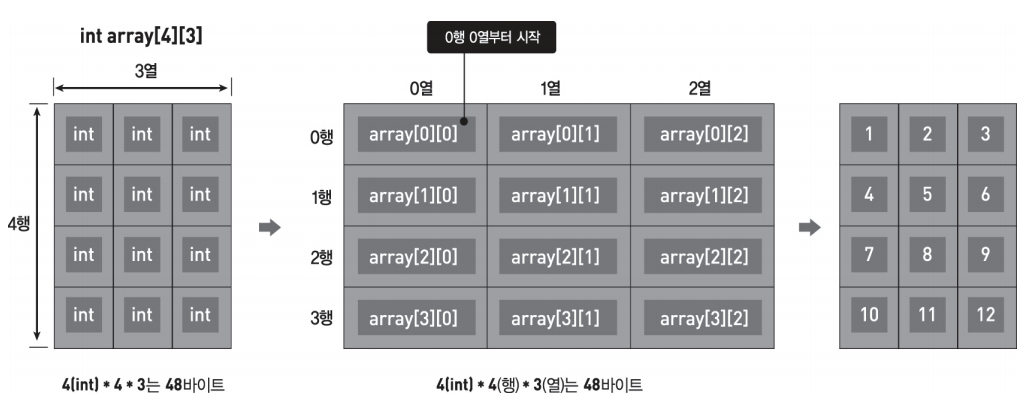 int array[4][3]
0행 0열부터 시작
3열
0열 1열 2열
int int int
0행 array[0][0] array[0][1] array[0][2]
1 2 3
int int int
1행 array[1][0] array[1][1] array[1][2]
4 5 6
4행
int int int
2행 array[2][0] array[2][1] array[2][2]
7 8 9
int int int
3행 array[3][0] array[3][1] array[3][2]
10 11 12
4(int) * 4 * 3는 48바이트
4(int) * 4(행) * 3(열)는 48바이트